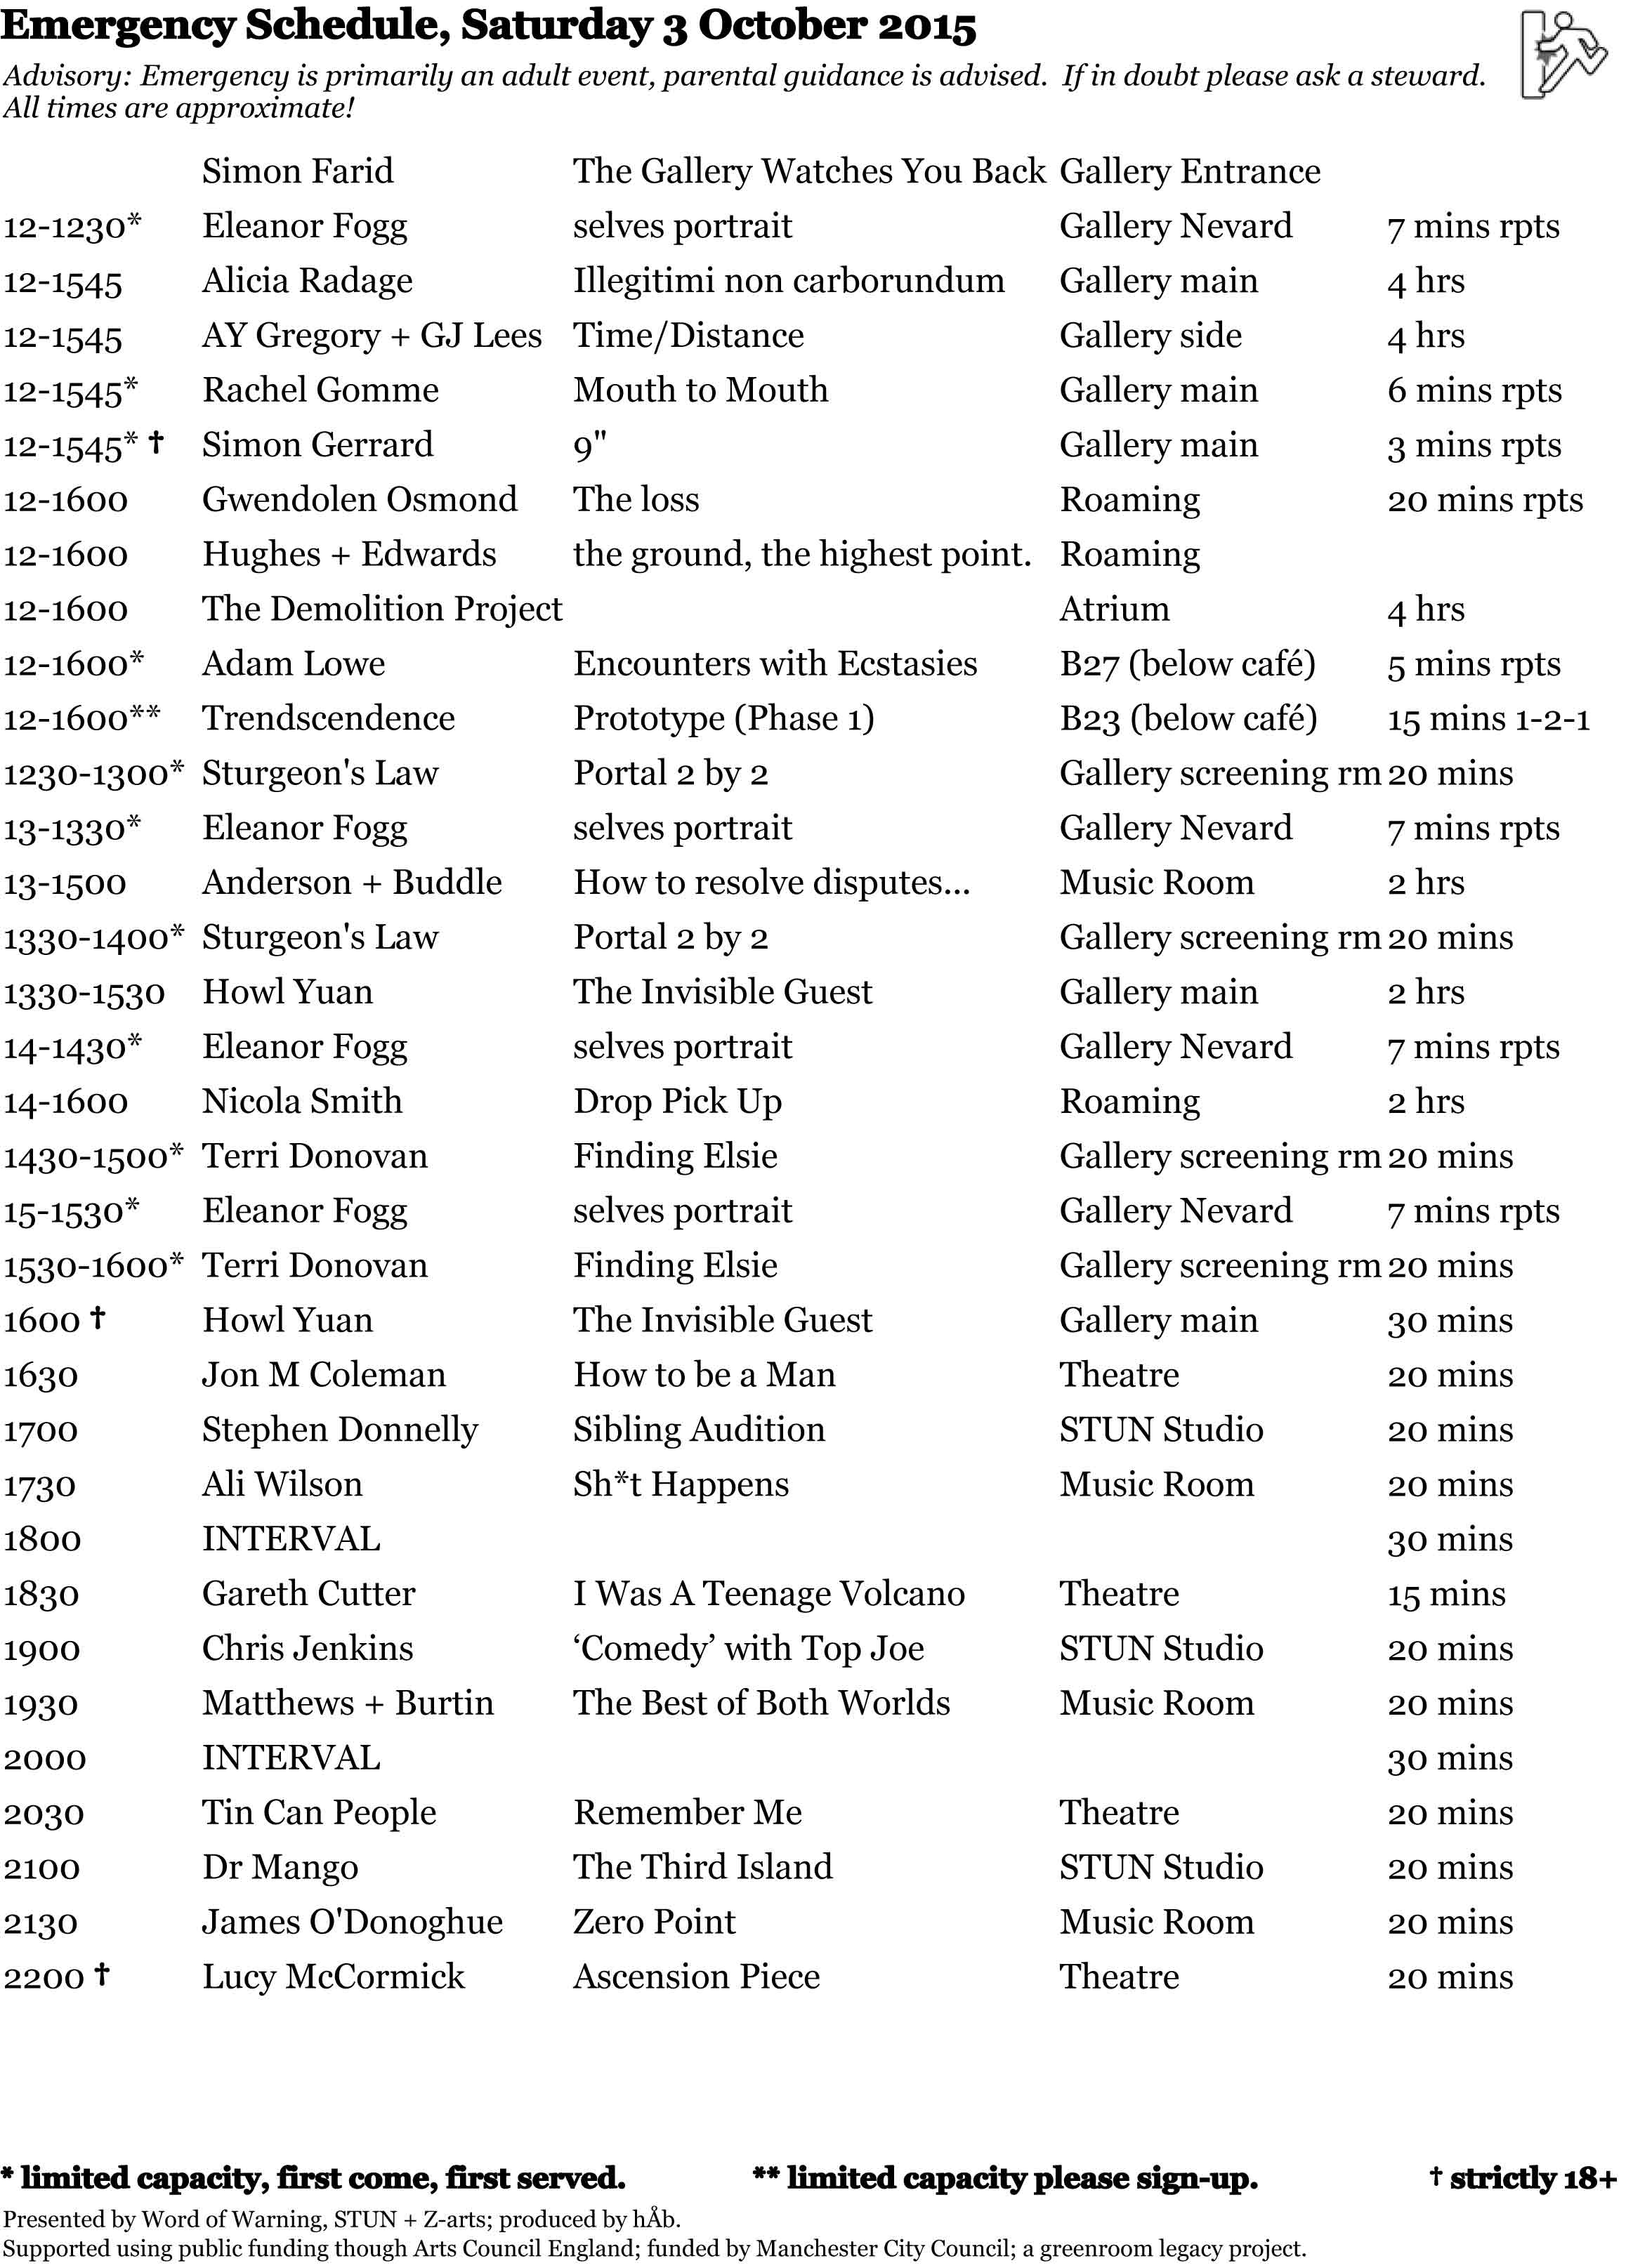 Emergency Schedule, Saturday 3 October 2015
Advisory: Emergency is primarily an adult event, parental guidance is advised.  If in doubt please ask a steward.
All times are approximate!
Simon Farid The Gallery Watches You Back Gallery Entrance
12-1230* Eleanor Fogg selves portrait Gallery Nevard 7 mins rpts
12-1545 Alicia Radage Illegitimi non carborundum Gallery main 4 hrs
12-1545 AY Gregory + GJ Lees Time/Distance Gallery side 4 hrs
12-1545* Rachel Gomme Mouth to Mouth Gallery main 6 mins rpts
12-1545* † Simon Gerrard 9" Gallery main 3 mins rpts
12-1600 Gwendolen Osmond The loss Roaming 20 mins rpts
12-1600 Hughes + Edwards the ground, the highest point. Roaming
12-1600 The Demolition Project Atrium 4 hrs
12-1600* Adam Lowe Encounters with Ecstasies B27 (below café) 5 mins rpts
12-1600** Trendscendence Prototype (Phase 1) B23 (below café) 15 mins 1-2-1
1230-1300* Sturgeon's Law Portal 2 by 2 Gallery screening rm 20 mins
13-1330* Eleanor Fogg selves portrait Gallery Nevard 7 mins rpts
13-1500 Anderson + Buddle How to resolve disputes... Music Room 2 hrs
1330-1400* Sturgeon's Law Portal 2 by 2 Gallery screening rm 20 mins
1330-1530 Howl Yuan The Invisible Guest Gallery main 2 hrs
14-1430* Eleanor Fogg selves portrait Gallery Nevard 7 mins rpts
14-1600 Nicola Smith Drop Pick Up Roaming 2 hrs
1430-1500* Terri Donovan Finding Elsie Gallery screening rm 20 mins
15-1530* Eleanor Fogg selves portrait Gallery Nevard 7 mins rpts
1530-1600* Terri Donovan Finding Elsie Gallery screening rm 20 mins
1600 † Howl Yuan The Invisible Guest Gallery main 30 mins
1630 Jon M Coleman How to be a Man Theatre 20 mins
1700 Stephen Donnelly Sibling Audition STUN Studio 20 mins
1730 Ali Wilson Sh*t Happens Music Room 20 mins
1800 INTERVAL 30 mins
1830 Gareth Cutter I Was A Teenage Volcano Theatre 15 mins
1900 Chris Jenkins ‘Comedy’ with Top Joe STUN Studio 20 mins
1930 Matthews + Burtin The Best of Both Worlds Music Room 20 mins
2000 INTERVAL 30 mins
2030 Tin Can People Remember Me Theatre 20 mins
2100 Dr Mango The Third Island STUN Studio 20 mins
2130 James O'Donoghue Zero Point Music Room 20 mins
2200 † Lucy McCormick Ascension Piece Theatre 20 mins
* limited capacity, first come, first served. ** limited capacity please sign-up. † strictly 18+
Presented by Word of Warning, STUN + Z-arts; produced by hÅb.
Supported using public funding though Arts Council England; funded by Manchester City Council; a greenroom legacy project.